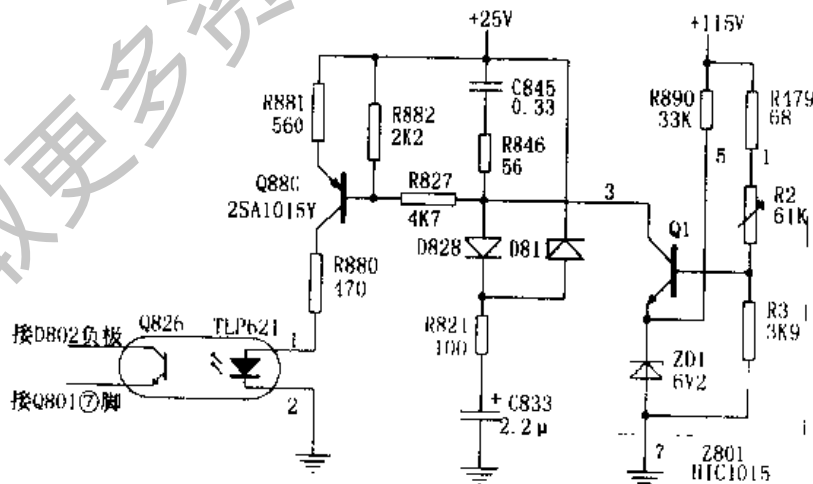 +25V
+115V
C845
0.33
R881
560
R882
2K2
R890
33K
R479
68
R846
56
5
1
Q880
2SA1015Y
R827
4K7
3
R2
61K
Q1
D828
D811
R880
470
R821
100
R3
3K9
接D802负极
Q826
TLP621
1
ZD1
6V2
接Q801⑦脚
2
+
C833
2.2μ
7
Z801
HIC1015